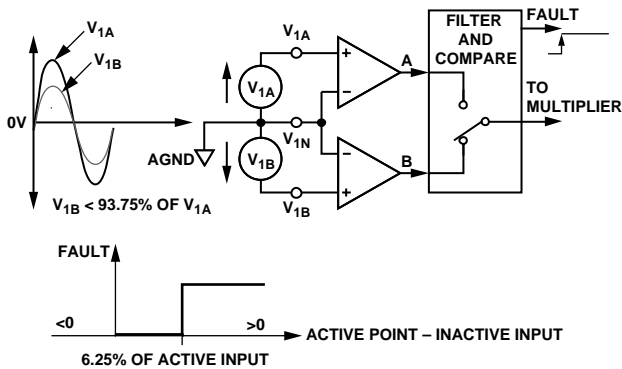 V1A
V1B
0V
V1B < 93.75% OF V1A
V1A
V1A
V1N
AGND
V1B
V1B
+
–
–
+
A
B
FILTER
AND
COMPARE
FAULT
TO
MULTIPLIER
FAULT
<0
>0
ACTIVE POINT – INACTIVE INPUT
6.25% OF ACTIVE INPUT